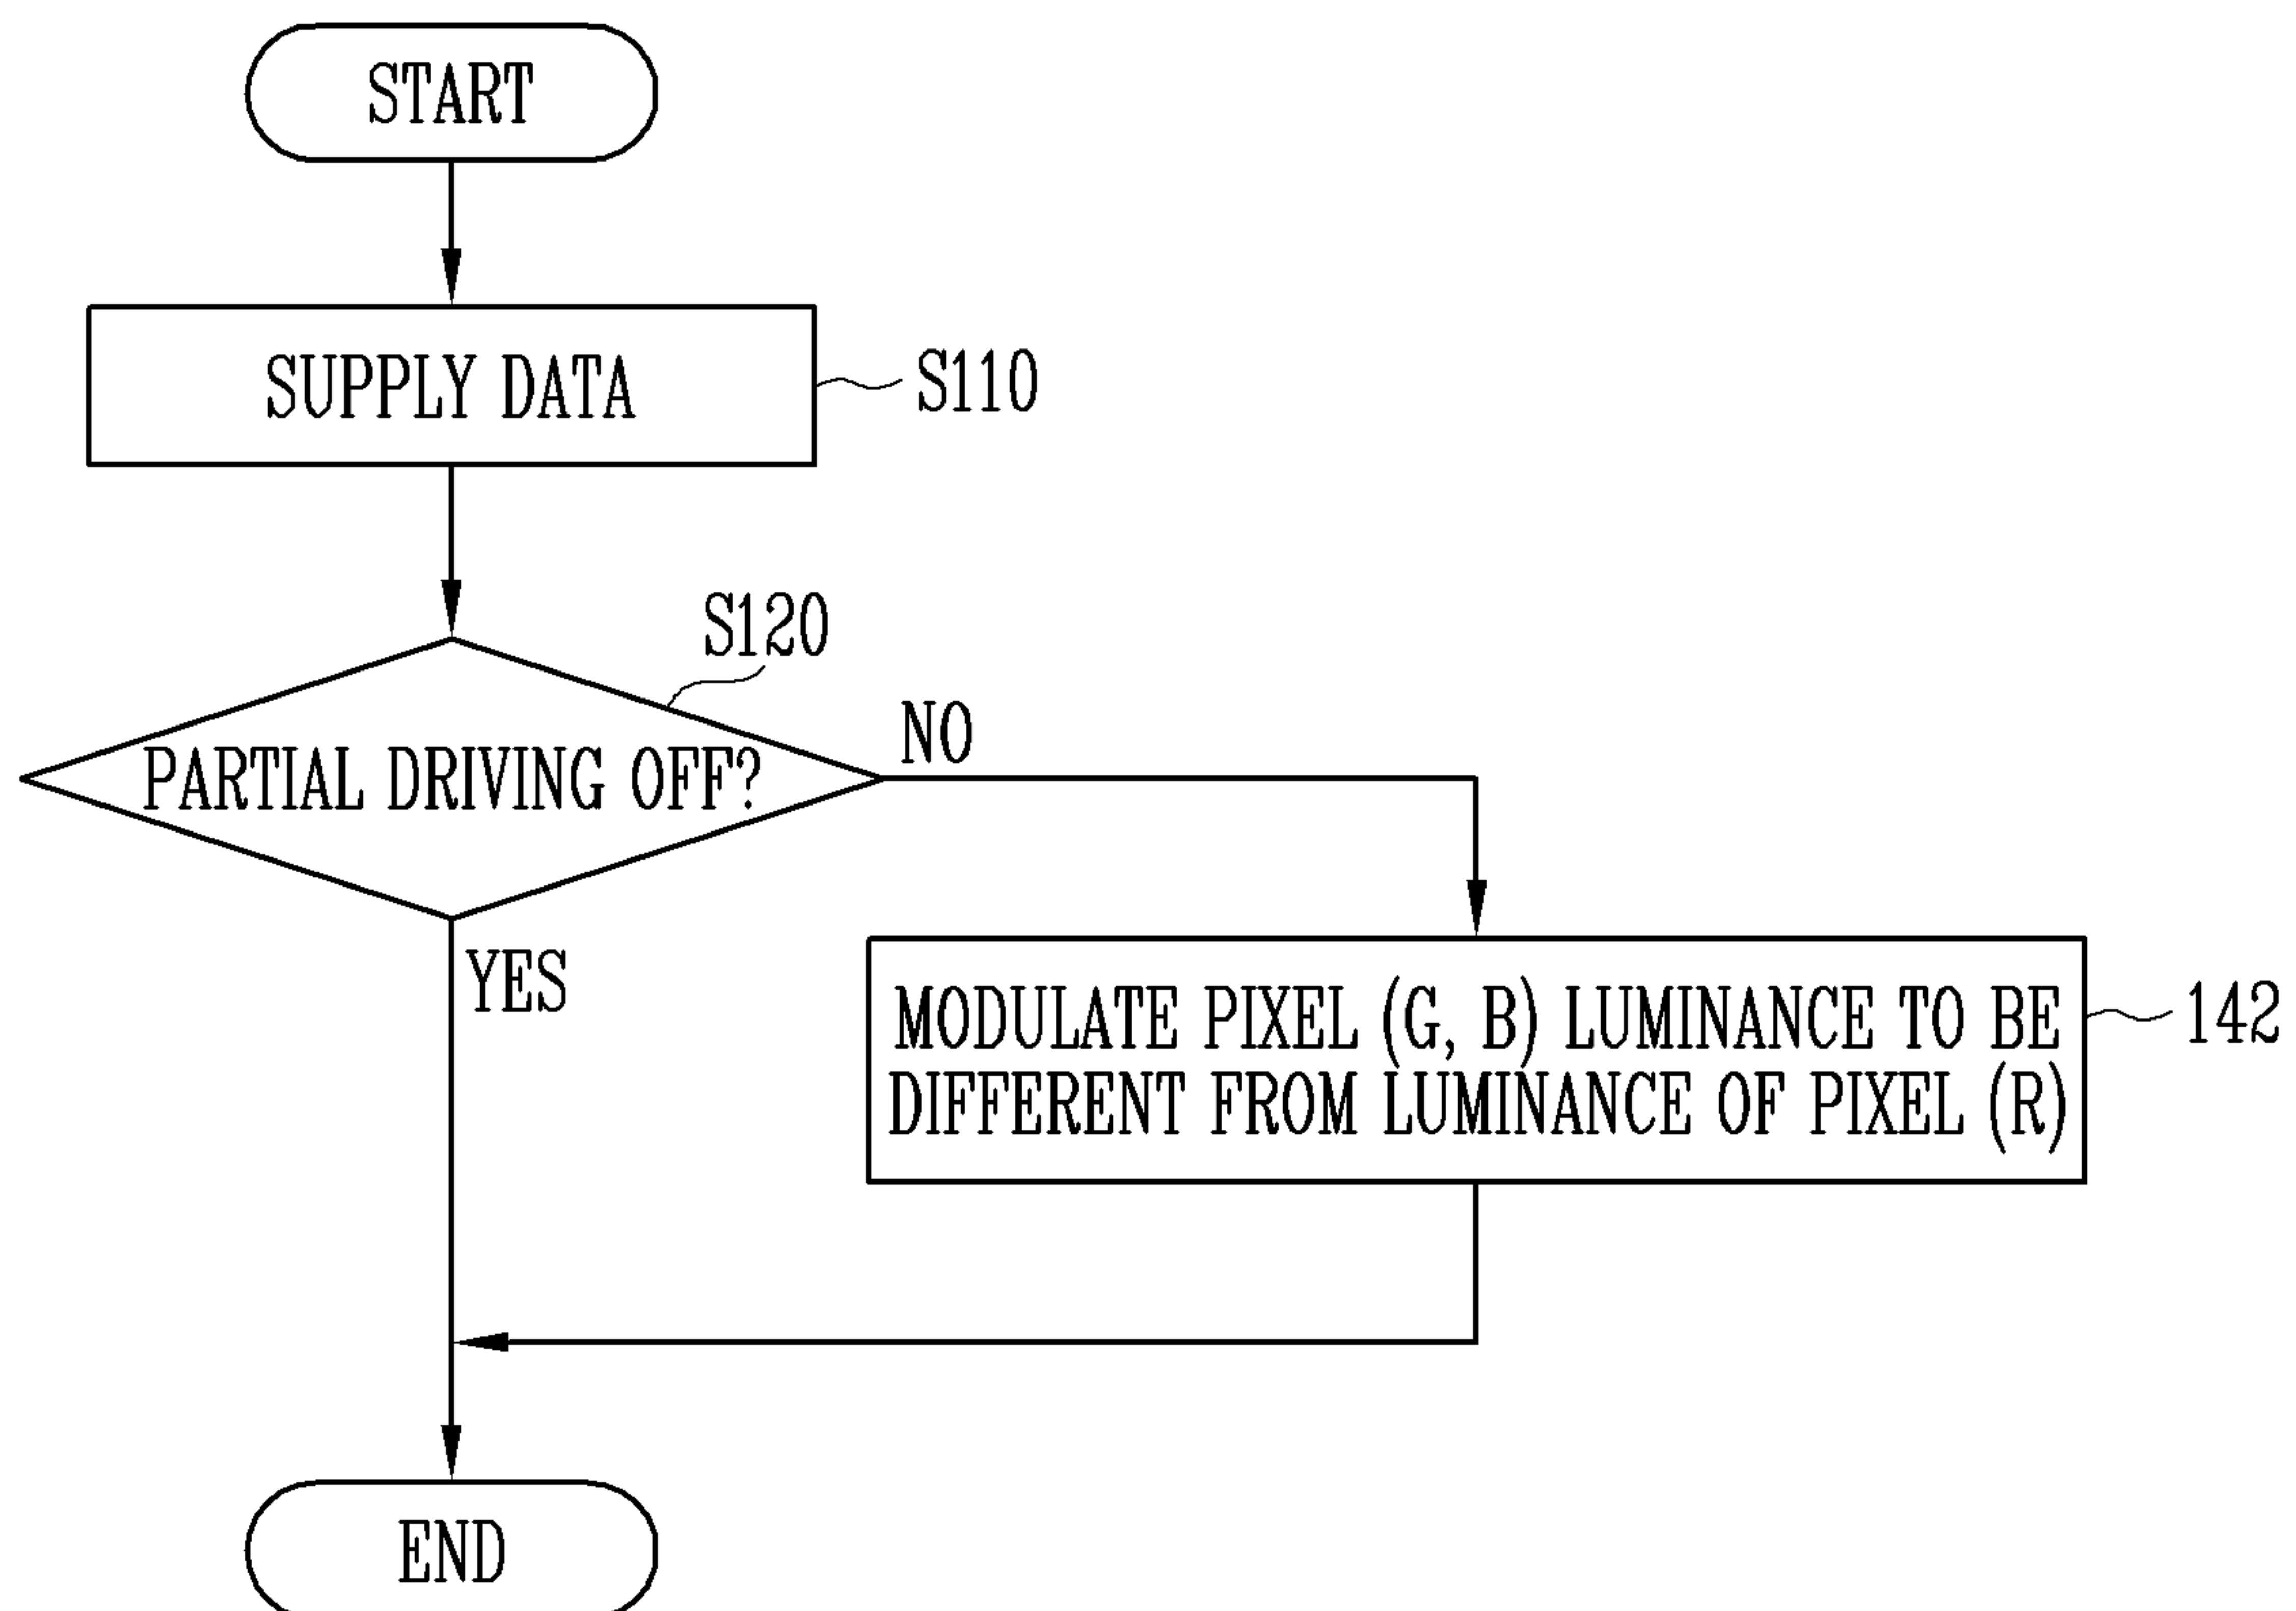 START
SUPPLY DATA
S110
S120
PARTIAL DRIVING OFF?
NO
YES
MODULATE PIXEL (G, B) LUMINANCE TO BE
DIFFERENT FROM LUMINANCE OF PIXEL (R)
142
END